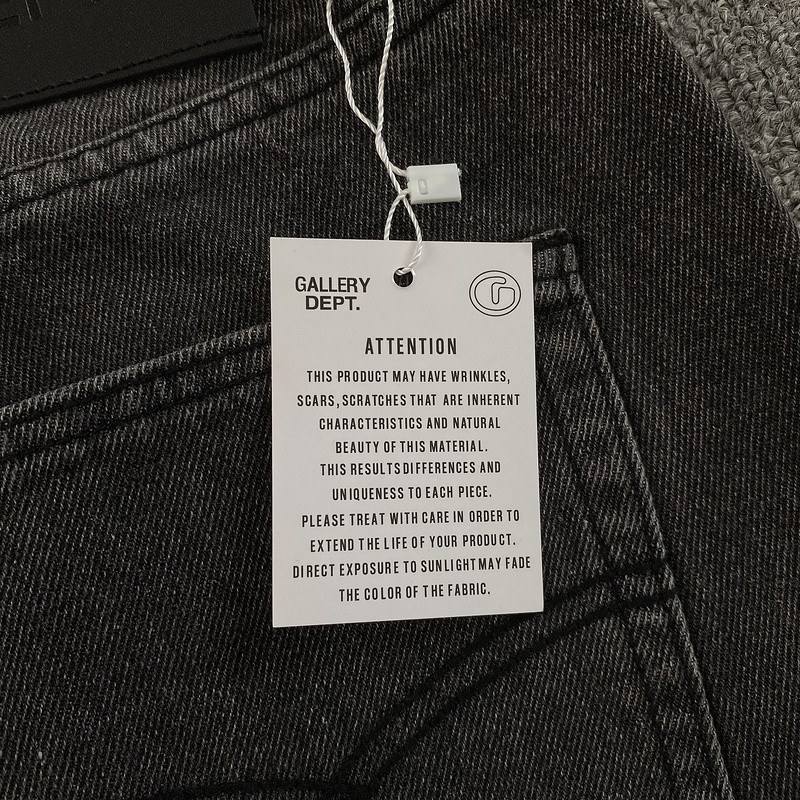 GALLERY
DEPT.
G
ATTENTION
THIS PRODUCT MAY HAVE WRINKLES,
SCARS, SCRATCHES THAT ARE INHERENT
CHARACTERISTICS AND NATURAL
BEAUTY OF THIS MATERIAL.
THIS RESULTS DIFFERENCES AND
UNIQUENESS TO EACH PIECE.
PLEASE TREAT WITH CARE IN ORDER TO
EXTEND THE LIFE OF YOUR PRODUCT.
DIRECT EXPOSURE TO SUNLIGHT MAY FADE
THE COLOR OF THE FABRIC.